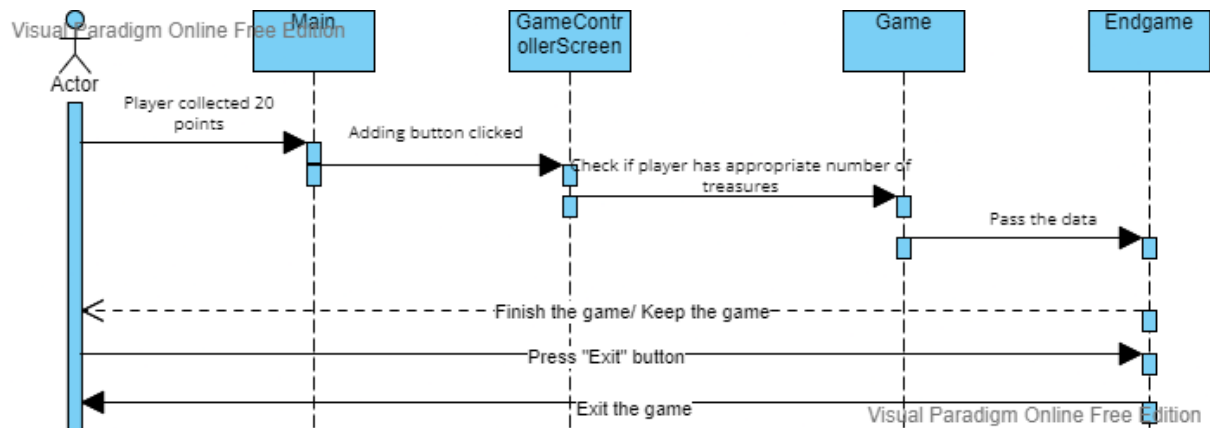 Visual Paradigm Online Free Edition
Main
GameContr
ollerScreen
Game
Endgame
Actor
Player collected 20
points
Adding button clicked
Check if player has appropriate number of
treasures
Pass the data
Finish the game/ Keep the game
Press "Exit" button
Exit the game
Visual Paradigm Online Free Edition